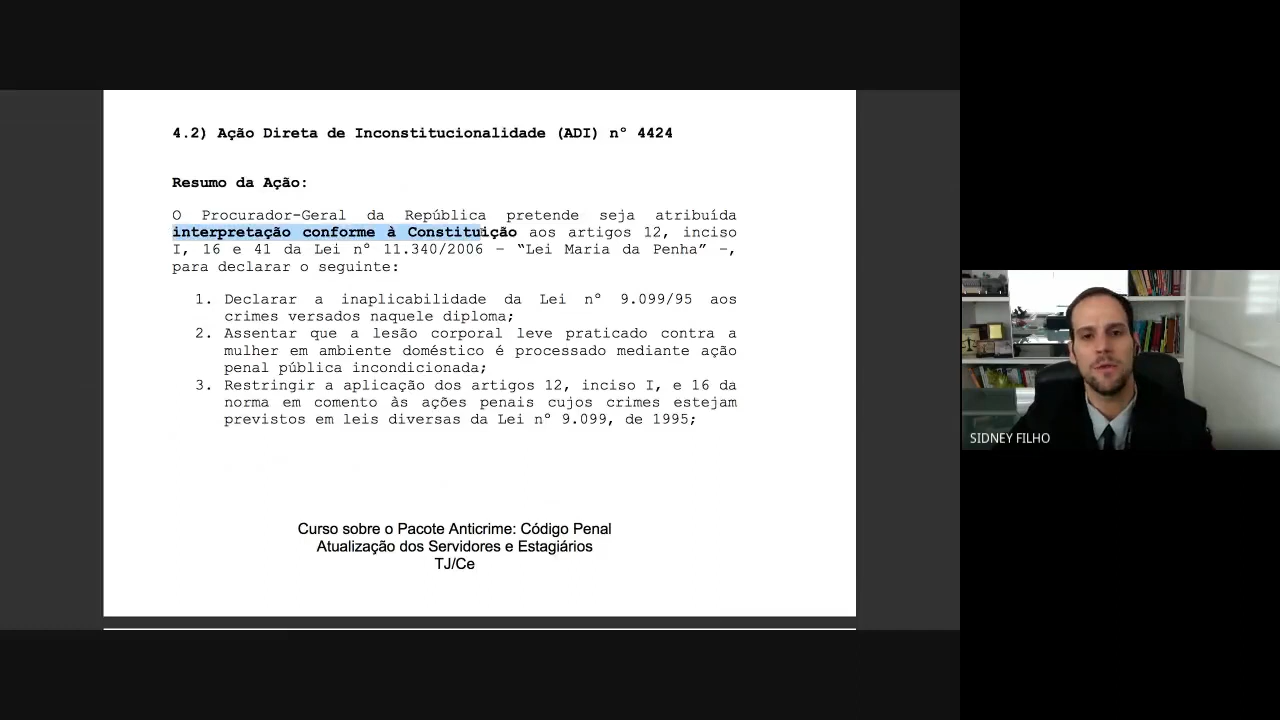 4.2) Ação Direta de Inconstitucionalidade (ADI) nº 4424
Resumo da Ação:
O Procurador-Geral da República pretende seja atribuída
interpretação conforme à Constituição aos artigos 12, inciso
I, 16 e 41 da Lei nº 11.340/2006 – “Lei Maria da Penha” –,
para declarar o seguinte:
1. Declarar a inaplicabilidade da Lei nº 9.099/95 aos
crimes versados naquele diploma;
2. Assentar que a lesão corporal leve praticado contra a
mulher em ambiente doméstico é processado mediante ação
penal pública incondicionada;
3. Restringir a aplicação dos artigos 12, inciso I, e 16 da
norma em comento às ações penais cujos crimes estejam
previstos em leis diversas da Lei nº 9.099, de 1995;
Curso sobre o Pacote Anticrime: Código Penal
Atualização dos Servidores e Estagiários
TJ/Ce
SIDNEY FILHO